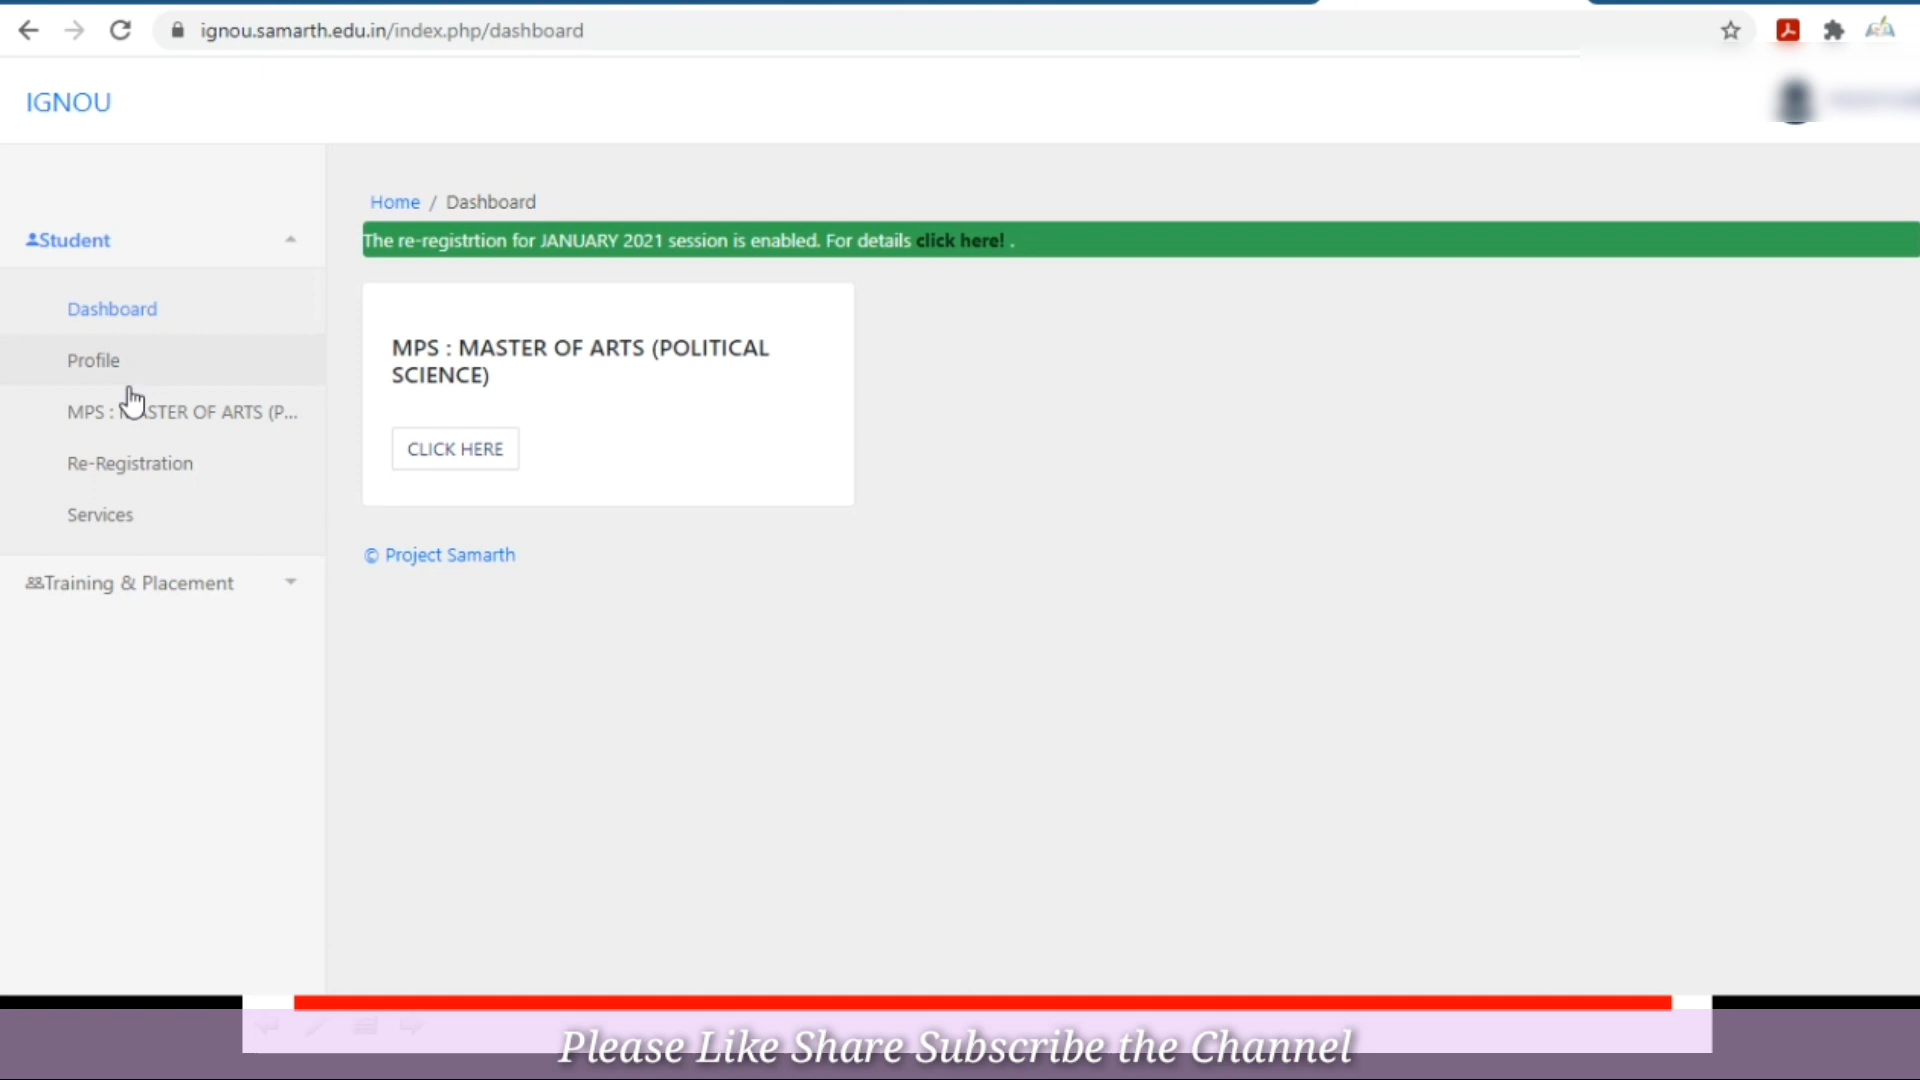 ignou.samarth.edu.in/index.php/dashboard
IGNOU
Home / Dashboard
Student
The re-registrtion for JANUARY 2021 session is enabled. For details click here! .
Dashboard
Profile
MPS : MASTER OF ARTS (P...
Re-Registration
Services
Training & Placement
MPS : MASTER OF ARTS (POLITICAL
SCIENCE)
CLICK HERE
© Project Samarth
Please Like Share Subscribe the Channel